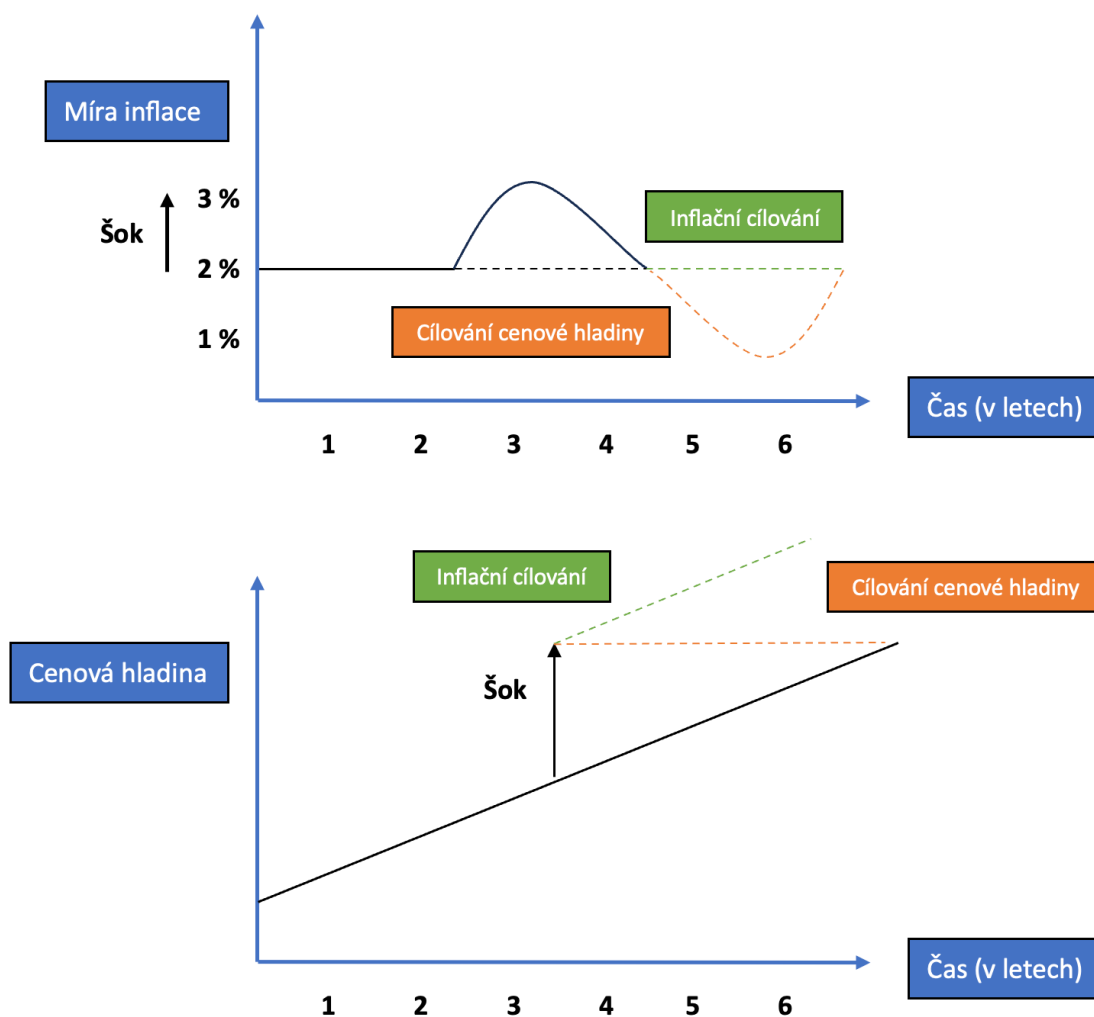 Míra inflace
3 %
Šok
2 %
1 %
Inflační cílování
Cílování cenové hladiny
Čas (v letech)
1 2 3 4 5 6
Inflační cílování
Cílování cenové hladiny
Cenová hladina
Šok
Čas (v letech)
1 2 3 4 5 6